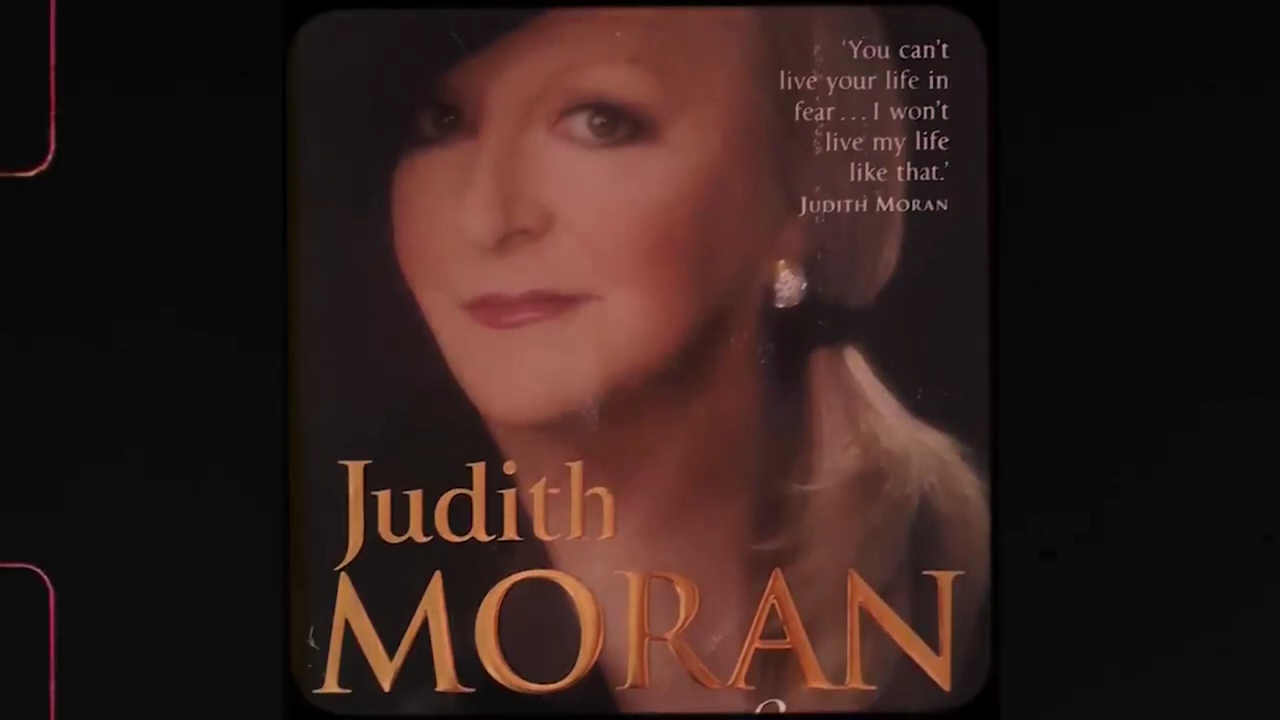 'You can't
live your life in
fear... I won't
live my life
like that.'
JUDITH MORAN
Judith
MORAN